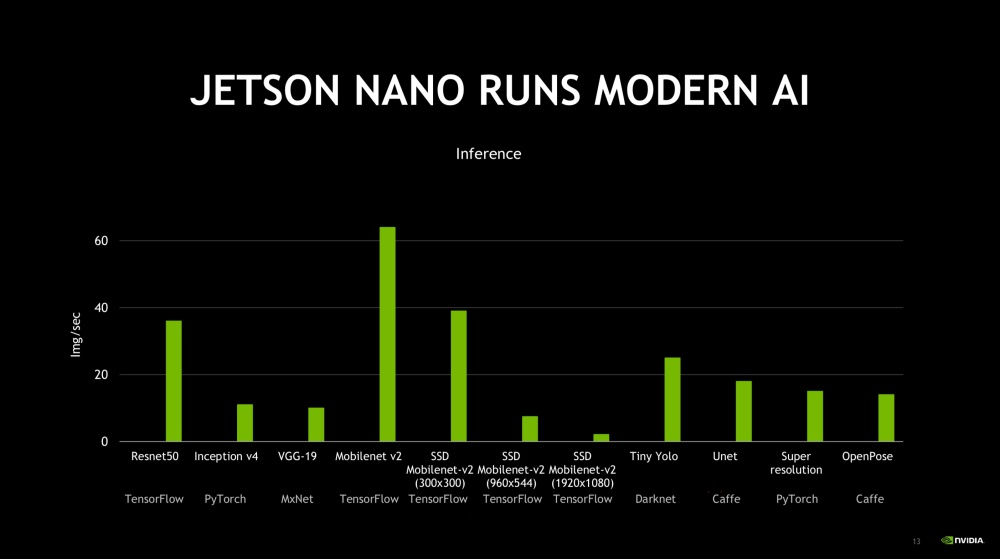 JETSON NANO RUNS MODERN AI
Inference
Img/sec
60
40
20
0
Resnet50
Inception v4
VGG-19
Mobilenet v2
SSD
Mobilenet-v2
(300x300)
SSD
Mobilenet-v2
(960x544)
SSD
Mobilenet-v2
(1920x1080)
Tiny Yolo
Unet
Super
resolution
OpenPose
TensorFlow
PyTorch
MxNet
TensorFlow
TensorFlow
TensorFlow
TensorFlow
Darknet
Caffe
PyTorch
Caffe
13
NVIDIA